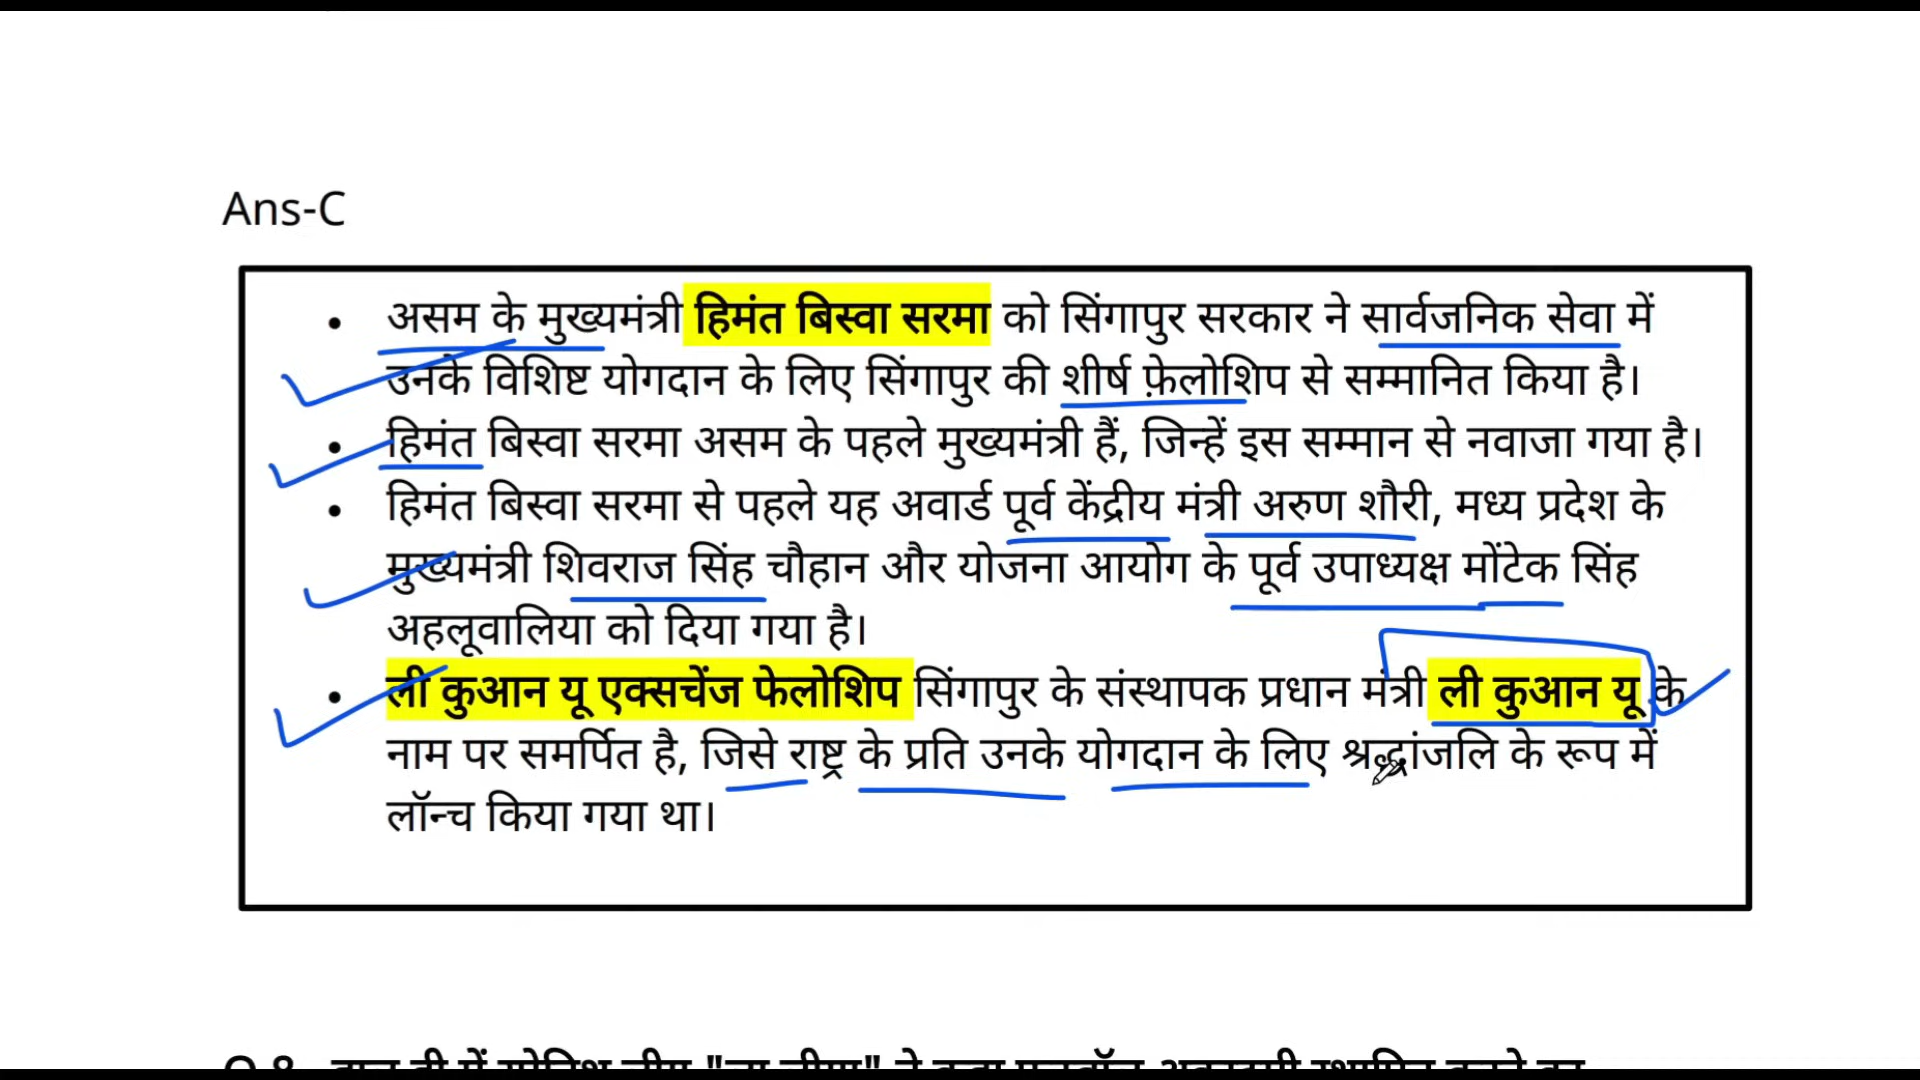 Ans-C
• असम के मुख्यमंत्री हिमंत बिस्वा सरमा को सिंगापुर सरकार ने सार्वजनिक सेवा में
उनके विशिष्ट योगदान के लिए सिंगापुर की शीर्ष फ़ेलोशिप से सम्मानित किया है।
• हिमंत बिस्वा सरमा असम के पहले मुख्यमंत्री हैं, जिन्हें इस सम्मान से नवाजा गया है।
• हिमंत बिस्वा सरमा से पहले यह अवार्ड पूर्व केंद्रीय मंत्री अरुण शौरी, मध्य प्रदेश के
मुख्यमंत्री शिवराज सिंह चौहान और योजना आयोग के पूर्व उपाध्यक्ष मोंटेक सिंह
अहलूवालिया को दिया गया है।
• ली कुआन यू एक्सचेंज फेलोशिप सिंगापुर के संस्थापक प्रधान मंत्री ली कुआन यू के
नाम पर समर्पित है, जिसे राष्ट्र के प्रति उनके योगदान के लिए श्रद्धांजलि के रूप में
लॉन्च किया गया था।